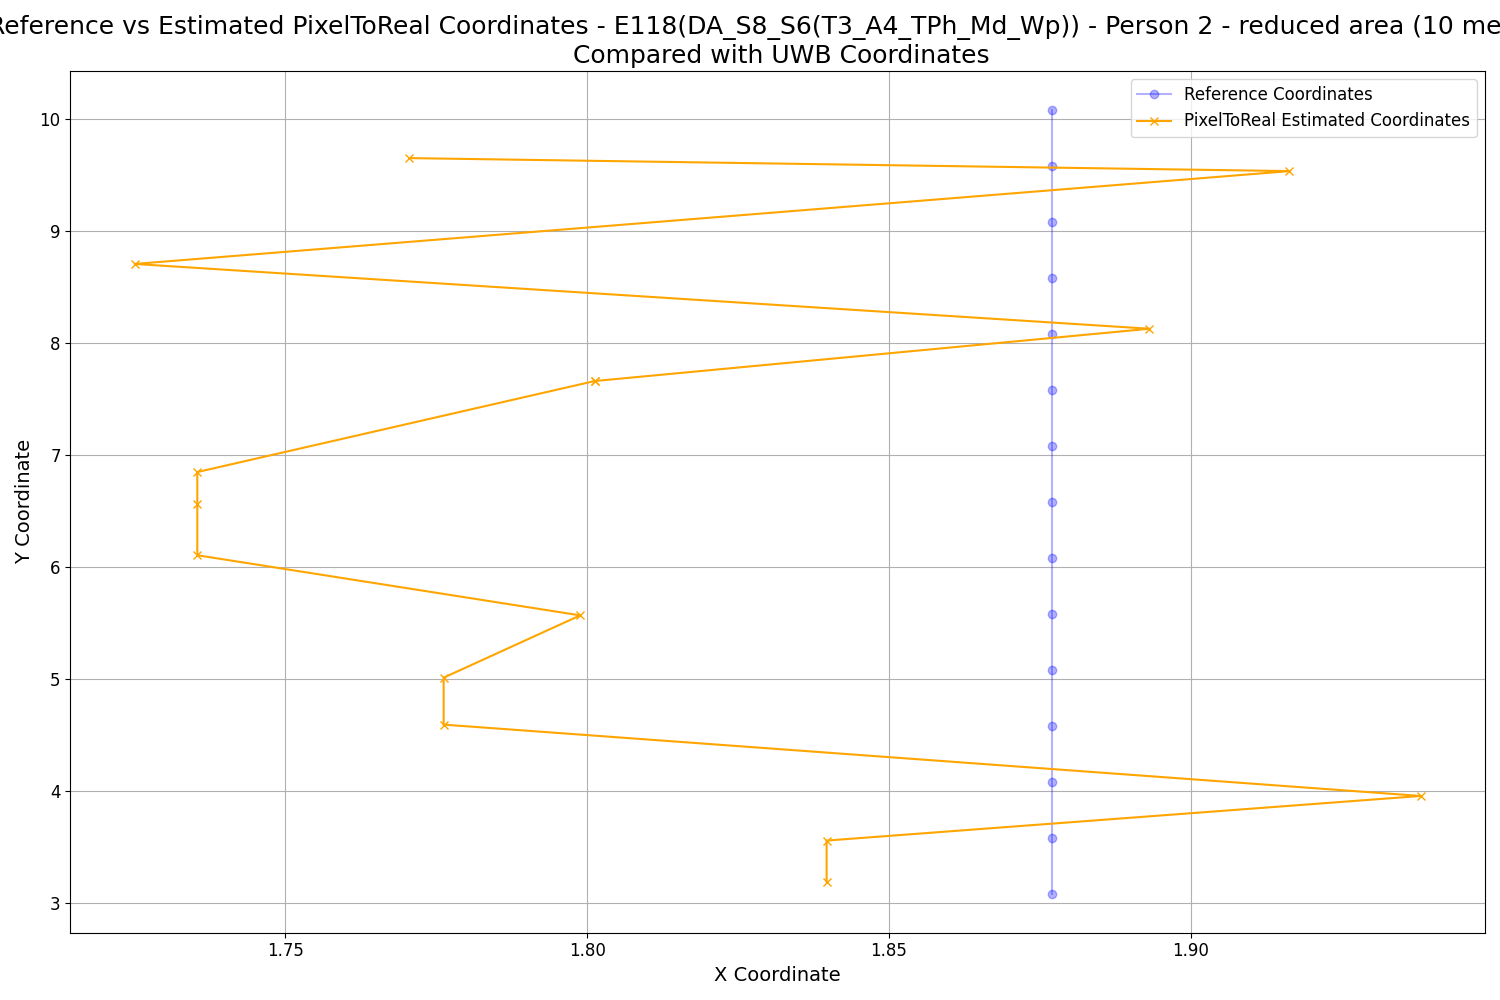 Reference vs Estimated PixelToReal Coordinates - E118(DA_S8_S6(T3_A4_TPh_Md_Wp)) - Person 2 - reduced area (10 me
Compared with UWB Coordinates
Reference Coordinates
PixelToReal Estimated Coordinates
10
9
8
7
6
5
4
3
Y Coordinate
1.75 1.80 1.85 1.90
X Coordinate